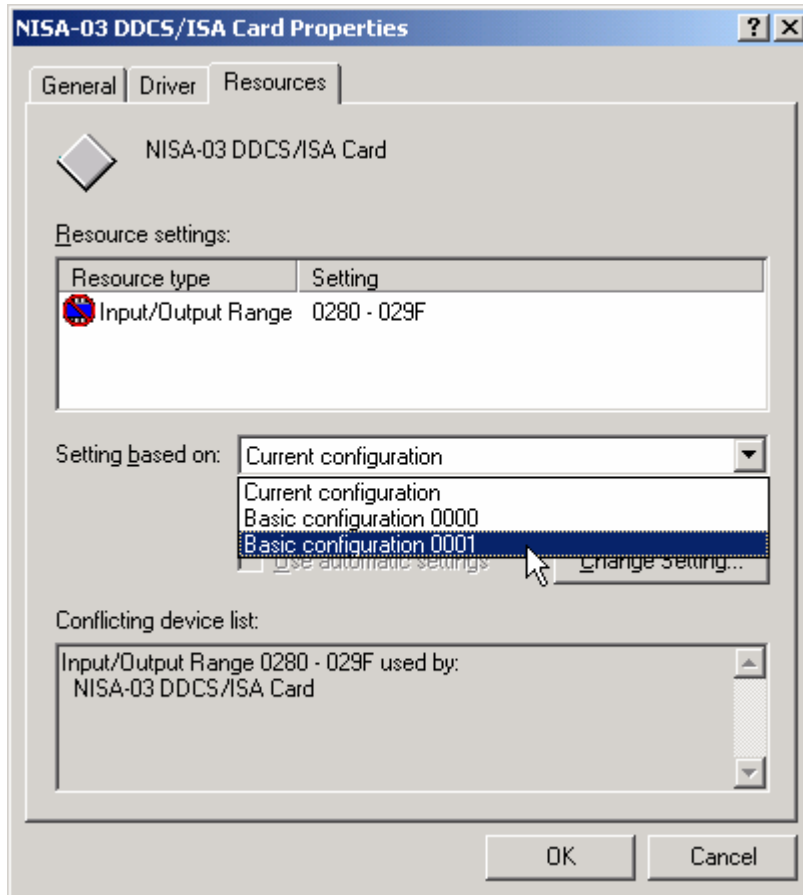 NISA-03 DDCS/ISA Card Properties
General Driver Resources
NISA-03 DDCS/ISA Card
Resource settings:
Resource type Setting
Input/Output Range 0280 - 029F
Setting based on: Current configuration
Current configuration
Basic configuration 0000
Basic configuration 0001
Use automatic settings Change Setting...
Conflicting device list:
Input/Output Range 0280 - 029F used by:
NISA-03 DDCS/ISA Card
OK Cancel